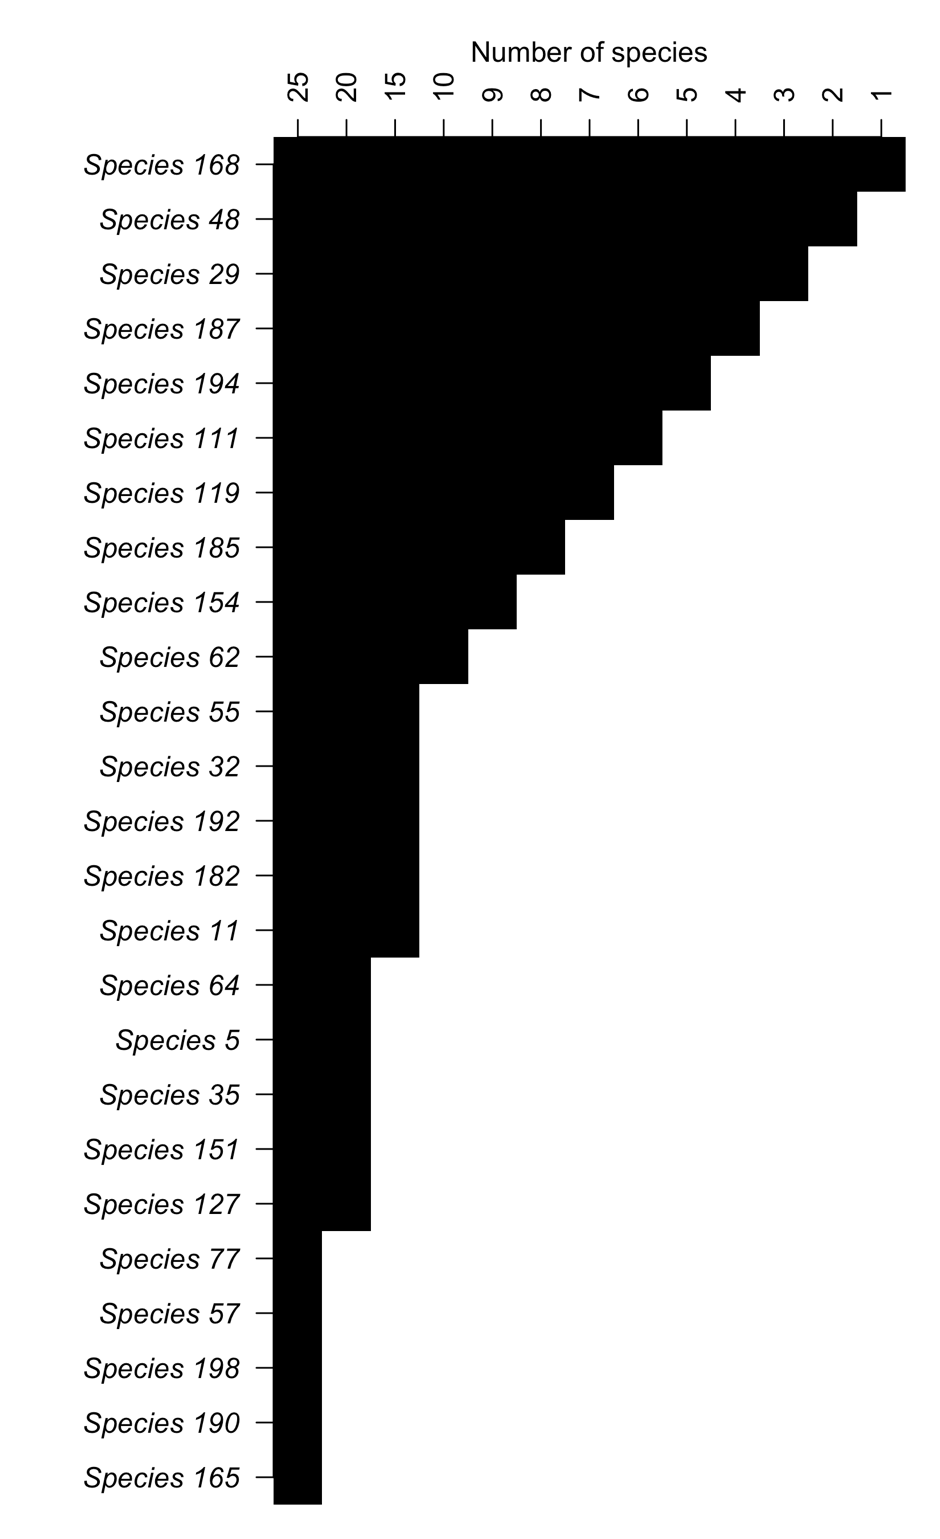 Number of species
25 20 15 10 9 8 7 6 5 4 3 2 1
Species 168
Species 48
Species 29
Species 187
Species 194
Species 111
Species 119
Species 185
Species 154
Species 62
Species 55
Species 32
Species 192
Species 182
Species 11
Species 64
Species 5
Species 35
Species 151
Species 127
Species 77
Species 57
Species 198
Species 190
Species 165